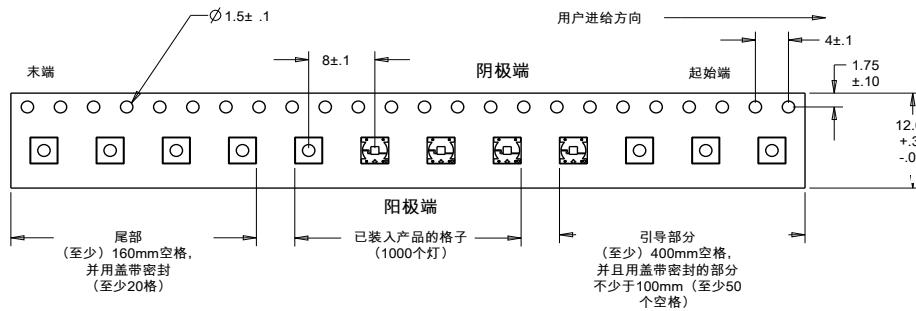 ∅ 1.5± .1
用户进给方向
4±.1
8±.1
末端
阴极端
起始端
1.75
±.10
阳极端
尾部
（至少）160mm空格，
并用盖带密封
（至少20格）
已装入产品的格子
（1000个灯）
引导部分
（至少）400mm空格，
并且用盖带密封的部分
不少于100mm（至少50
个空格）